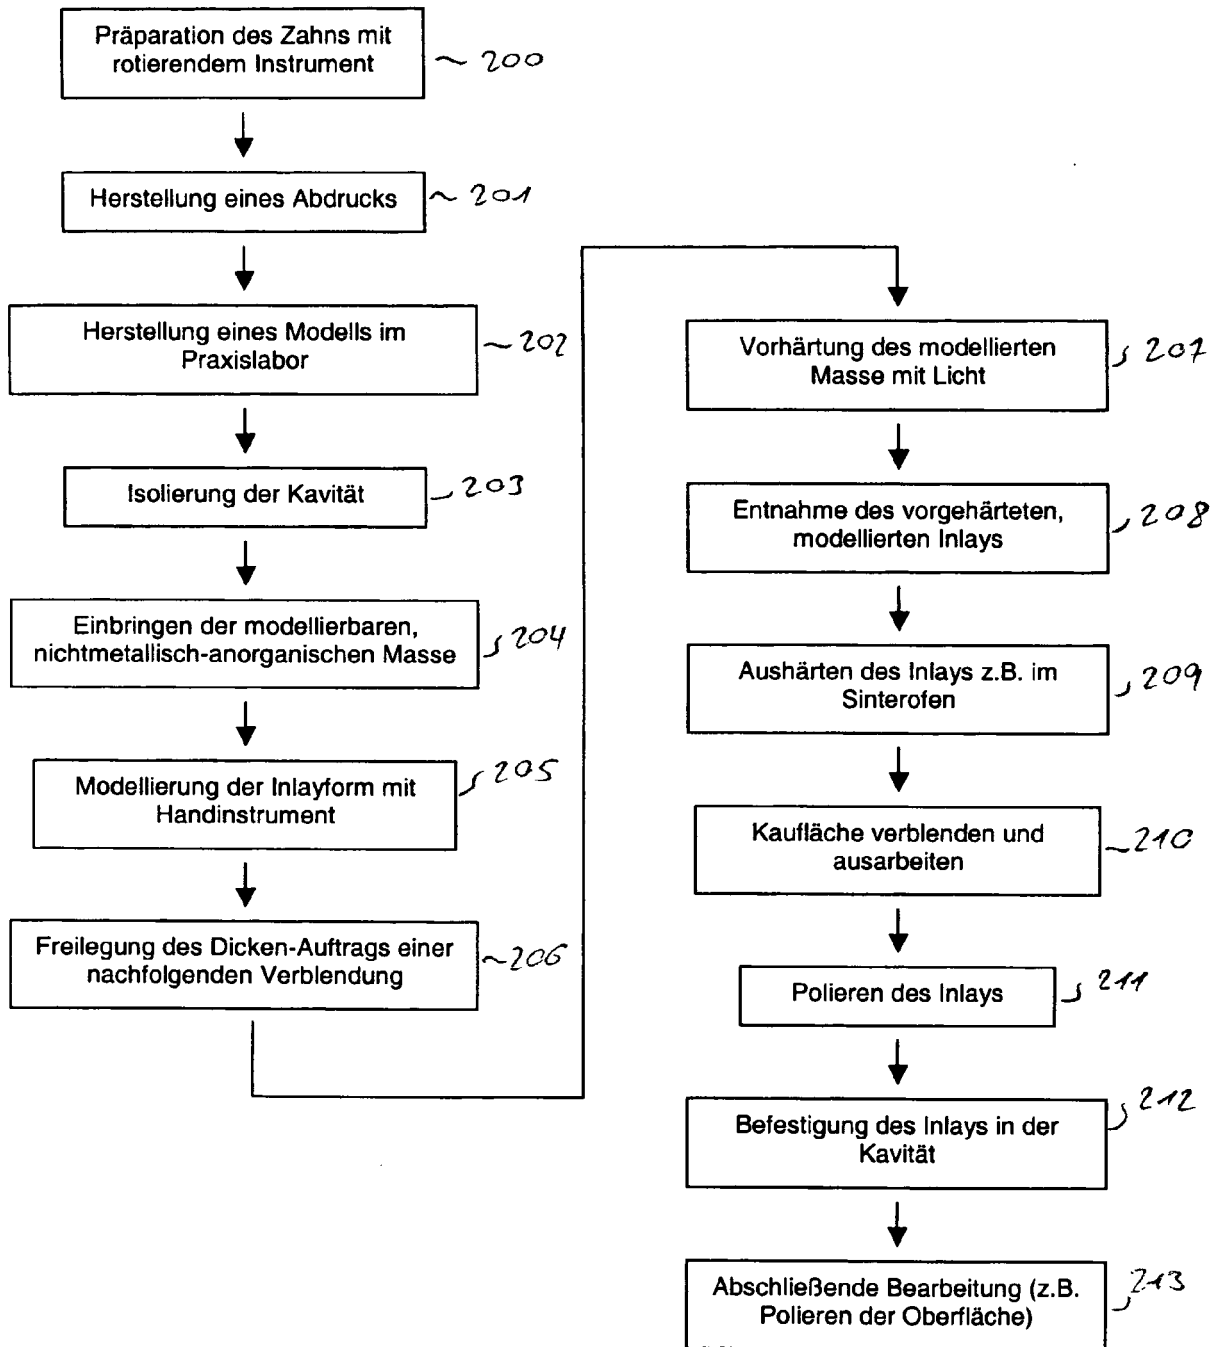 Präparation des Zahns mit
rotierendem Instrument
200
Herstellung eines Abdrucks
201
Herstellung eines Modells im
Praxislabor
202
Isolierung der Kavität
203
Einbringen der modellierbaren,
nichtmetallisch-anorganischen Masse
204
Modellierung der Inlayform mit
Handinstrument
205
Freilegung des Dicken-Auftrags einer
nachfolgenden Verblendung
206
Vorhärtung des modellierten
Masse mit Licht
207
Entnahme des vorgehärteten,
modellierten Inlays
208
Aushärten des Inlays z.B. im
Sinterofen
209
Kaufläche verblenden und
ausarbeiten
210
Polieren des Inlays
211
Befestigung des Inlays in der
Kavität
212
Abschließende Bearbeitung (z.B.
Polieren der Oberfläche)
213